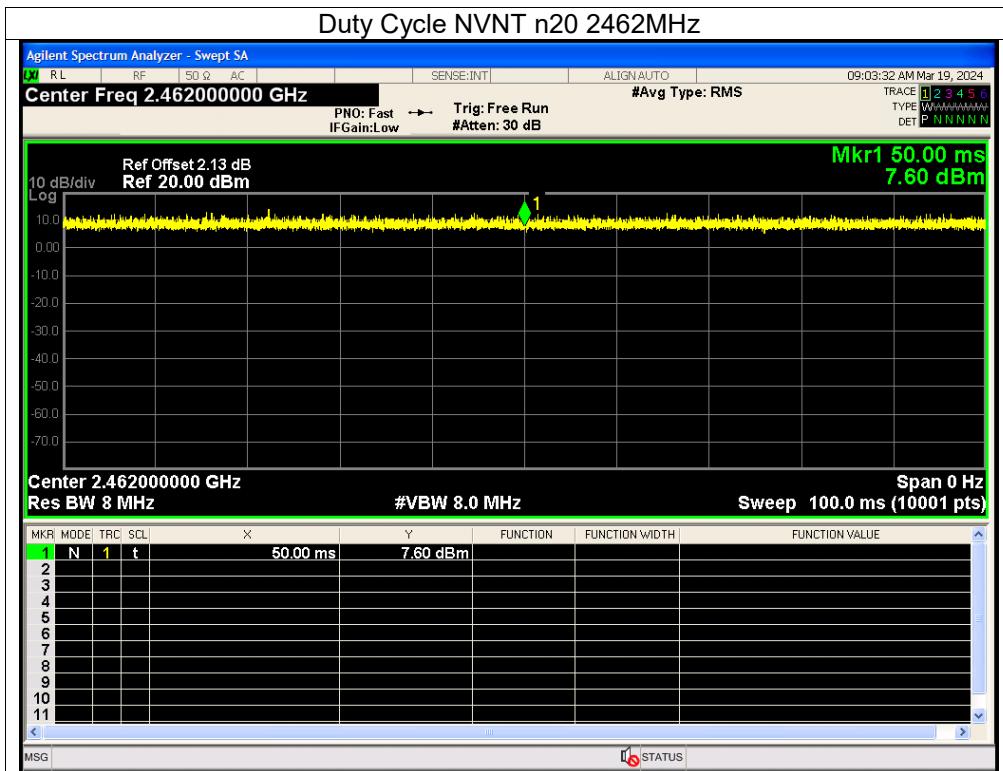 Duty Cycle NVNT n20 2462MHz
Agilent Spectrum Analyzer - Swept SA
LXI RL RF 50 Ω AC SENSE:INT ALIGN AUTO 09:03:32 AM Mar 19, 2024
Center Freq 2.462000000 GHz #Avg Type: RMS TRACE 1 2 3 4 5 6
PNO: Fast Trig: Free Run TYPE WWWWWW
IFGain:Low #Atten: 30 dB DET P N N N N N
Mkr1 50.00 ms
Ref Offset 2.13 dB
10 dB/div Ref 20.00 dBm 7.60 dBm
Log
1
10.0
0.00
-10.0
-20.0
-30.0
-40.0
-50.0
-60.0
-70.0
Center 2.462000000 GHz Span 0 Hz
Res BW 8 MHz #VBW 8.0 MHz Sweep 100.0 ms (10001 pts)
MKR MODE TRC SCL X Y FUNCTION FUNCTION WIDTH FUNCTION VALUE
1 N 1 t 50.00 ms 7.60 dBm
2
3
4
5
6
7
8
9
10
11
MSG STATUS